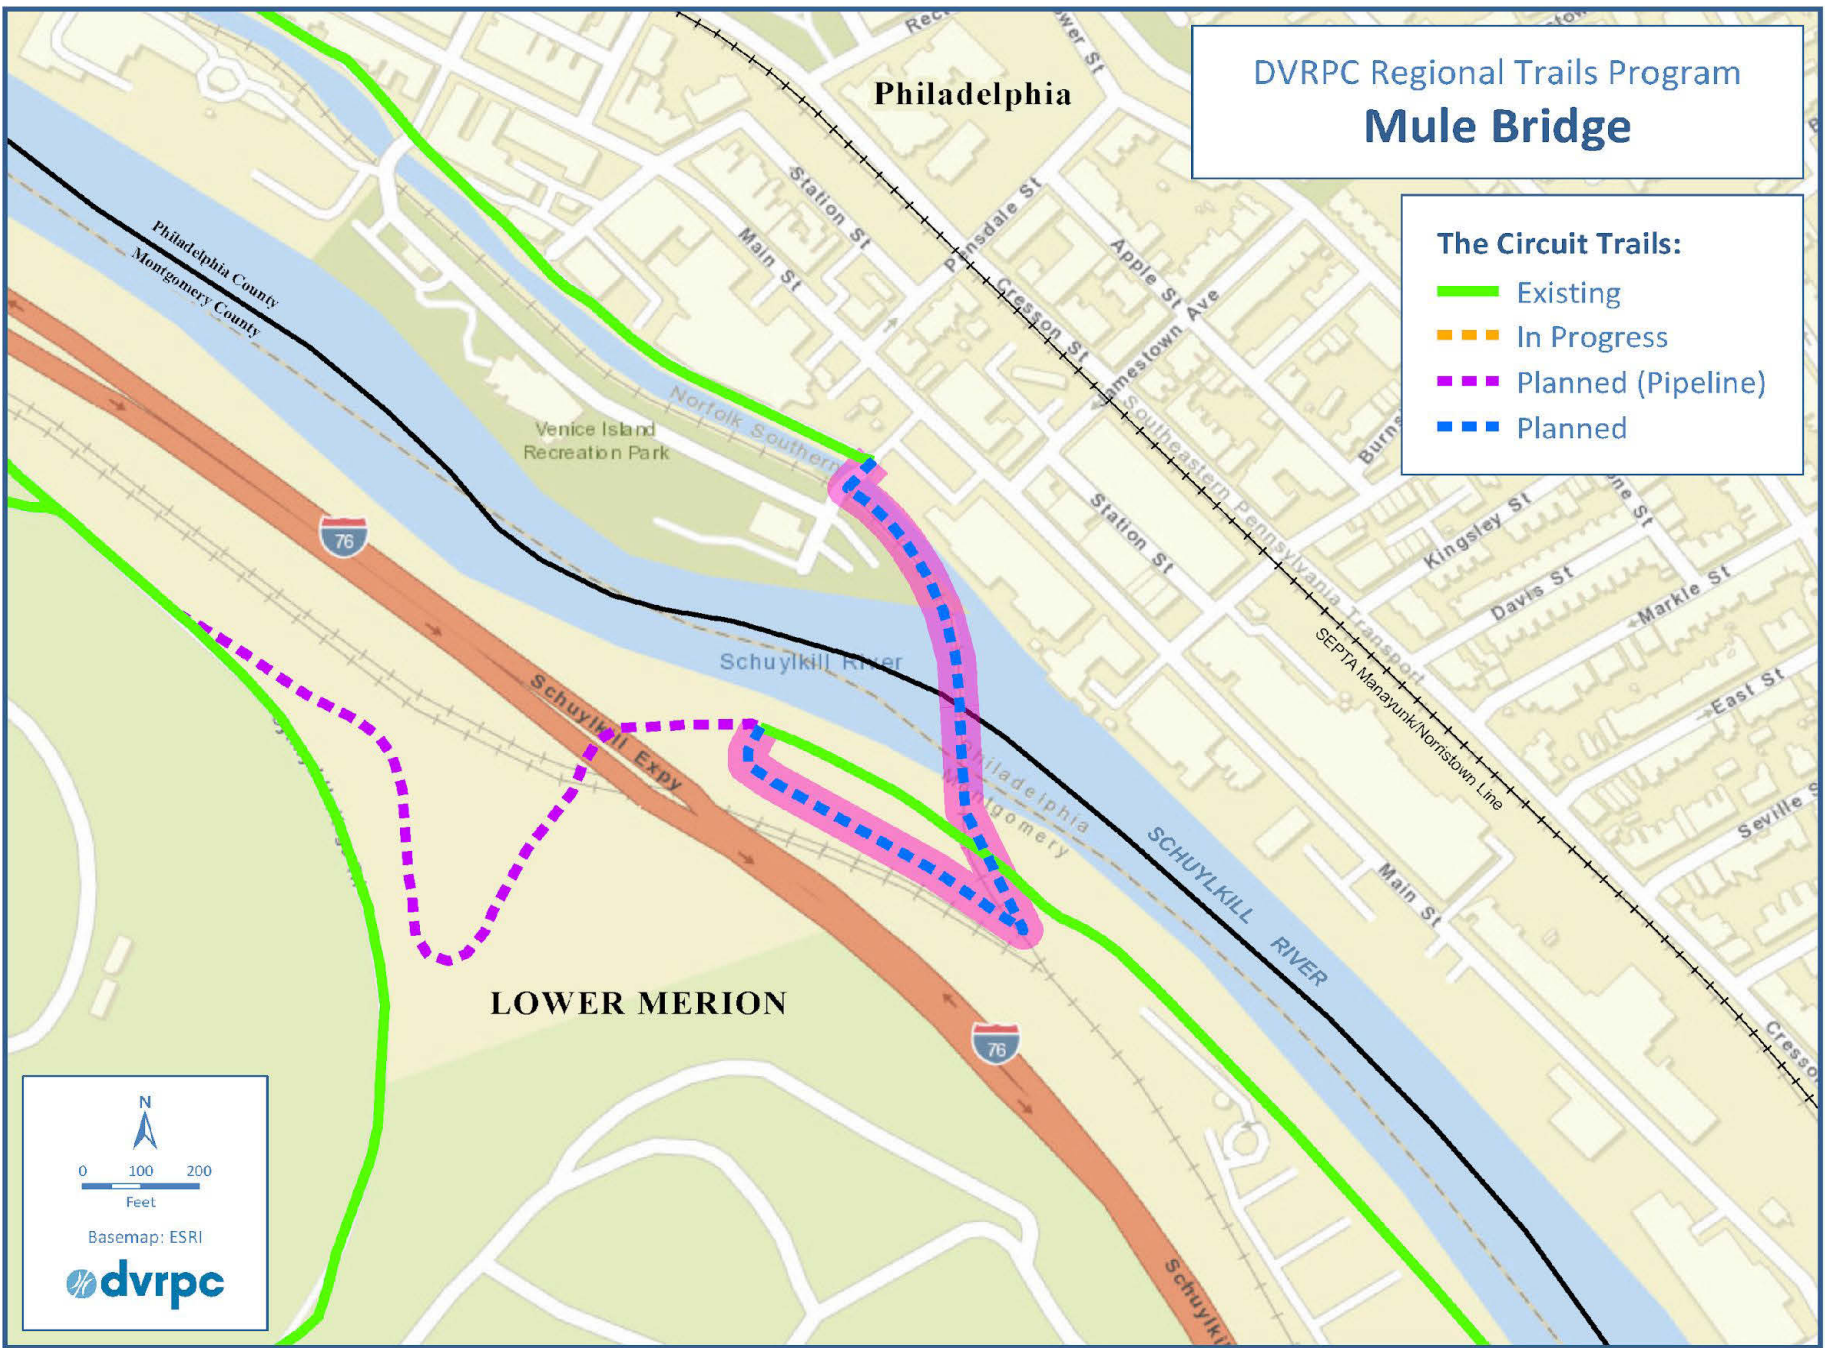 DVRPC Regional Trails Program
Mule Bridge
The Circuit Trails:
Existing
In Progress
Planned (Pipeline)
Planned
Philadelphia
Station St
Main St
Pensdale St
Apple St
Cresson St
Jamestown Ave
Philadelphia County
Montgomery County
Norfolk Southern
Venice Island
Recreation Park
Southeastern Pennsylvania Transport
Station St
Kingsley St
Davis St
Markle St
East St
SEPTA Manayunk/Norristown Line
76
Schuylkill River
Schuylkill Expy
Philadelphia
Montgomery
SCHUYLKILL RIVER
Main St
Seville S
Cresso
LOWER MERION
76
Schuylki
N
0 100 200
Feet
Basemap: ESRI
dvrpc